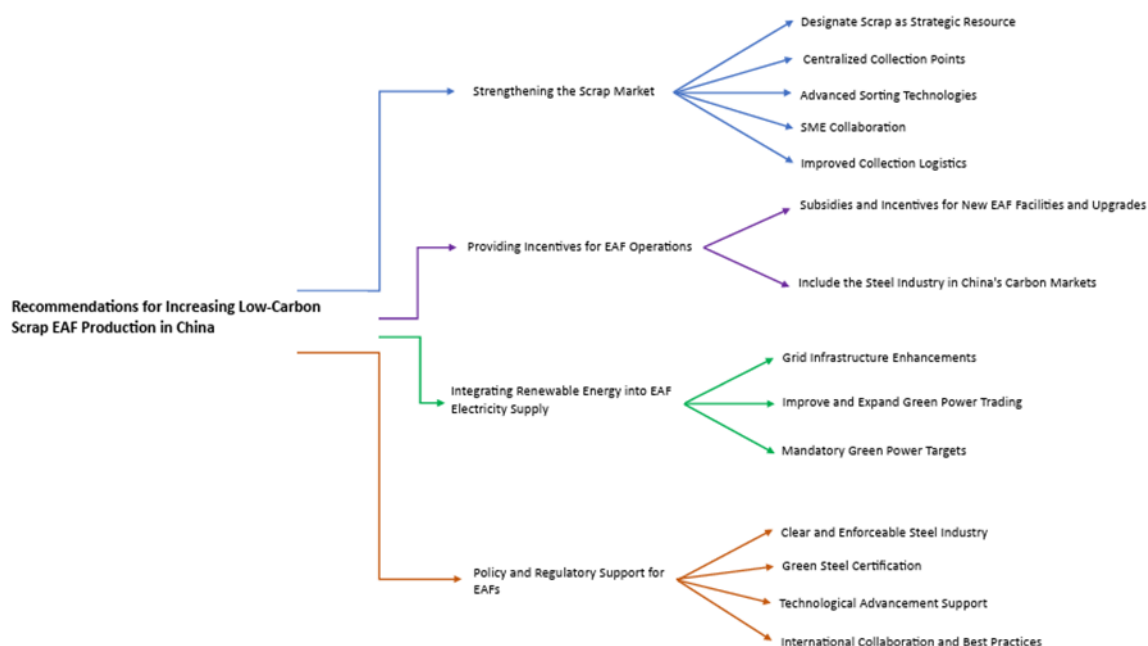 Recommendations for Increasing Low-Carbon
Scrap EAF Production in China
Strengthening the Scrap Market
Designate Scrap as Strategic Resource
Centralized Collection Points
Advanced Sorting Technologies
SME Collaboration
Improved Collection Logistics
Providing Incentives for EAF Operations
Subsidies and Incentives for New EAF Facilities and Upgrades
Include the Steel Industry in China's Carbon Markets
Integrating Renewable Energy into EAF
Electricity Supply
Grid Infrastructure Enhancements
Improve and Expand Green Power Trading
Mandatory Green Power Targets
Policy and Regulatory Support for
EAFs
Clear and Enforceable Steel Industry
Green Steel Certification
Technological Advancement Support
International Collaboration and Best Practices